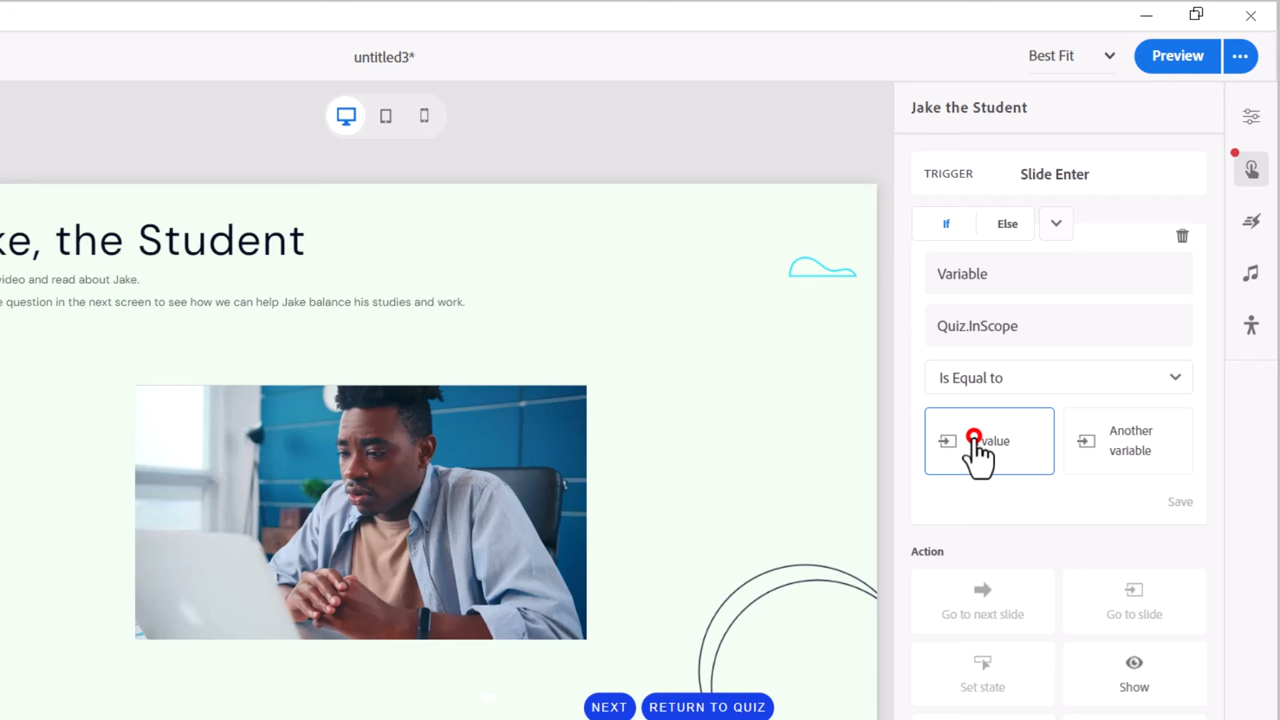 untitled3*
Best Fit
Preview
Jake the Student
TRIGGER Slide Enter
If Else
Variable
Quiz.InScope
Is Equal to
value
Another
variable
Save
Action
Go to next slide
Go to slide
Set state
Show
ke, the Student
video and read about Jake.
e question in the next screen to see how we can help Jake balance his studies and work.
NEXT
RETURN TO QUIZ